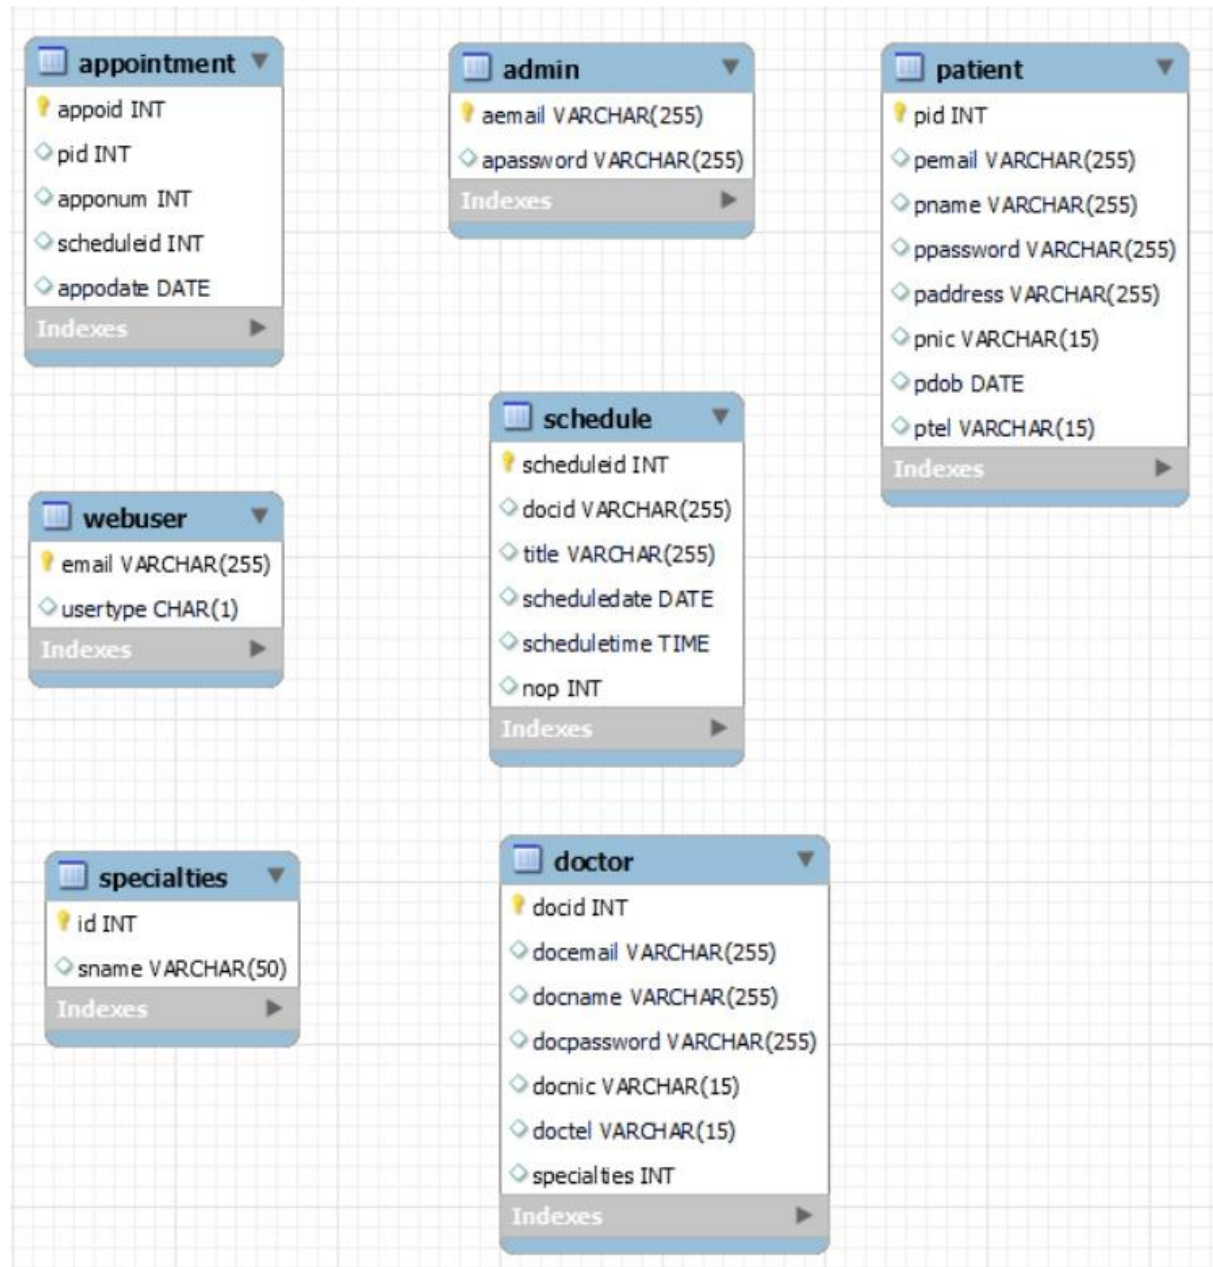 appointment
appoid INT
pid INT
apponum INT
scheduleid INT
appodate DATE
Indexes
admin
aemail VARCHAR(255)
apassword VARCHAR(255)
Indexes
patient
pid INT
pemail VARCHAR(255)
pname VARCHAR(255)
ppassword VARCHAR(255)
paddress VARCHAR(255)
pnic VARCHAR(15)
pdob DATE
ptel VARCHAR(15)
Indexes
webuser
email VARCHAR(255)
usertype CHAR(1)
Indexes
schedule
scheduleid INT
docid VARCHAR(255)
title VARCHAR(255)
scheduledate DATE
scheduletime TIME
nop INT
Indexes
specialties
id INT
sname VARCHAR(50)
Indexes
doctor
docid INT
docemail VARCHAR(255)
docname VARCHAR(255)
docpassword VARCHAR(255)
docnic VARCHAR(15)
doctel VARCHAR(15)
specialties INT
Indexes